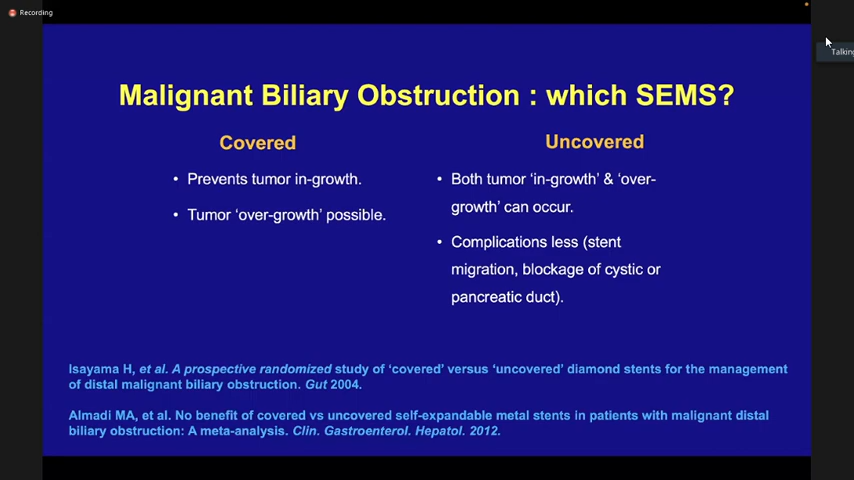 Recording
Talking
Malignant Biliary Obstruction : which SEMS?
Covered
• Prevents tumor in-growth.
• Tumor ‘over-growth’ possible.
Uncovered
• Both tumor ‘in-growth’ & ‘over-
growth’ can occur.
• Complications less (stent
migration, blockage of cystic or
pancreatic duct).
Isayama H, et al. A prospective randomized study of ‘covered’ versus ‘uncovered’ diamond stents for the management
of distal malignant biliary obstruction. Gut 2004.
Almadi MA, et al. No benefit of covered vs uncovered self-expandable metal stents in patients with malignant distal
biliary obstruction: A meta-analysis. Clin. Gastroenterol. Hepatol. 2012.